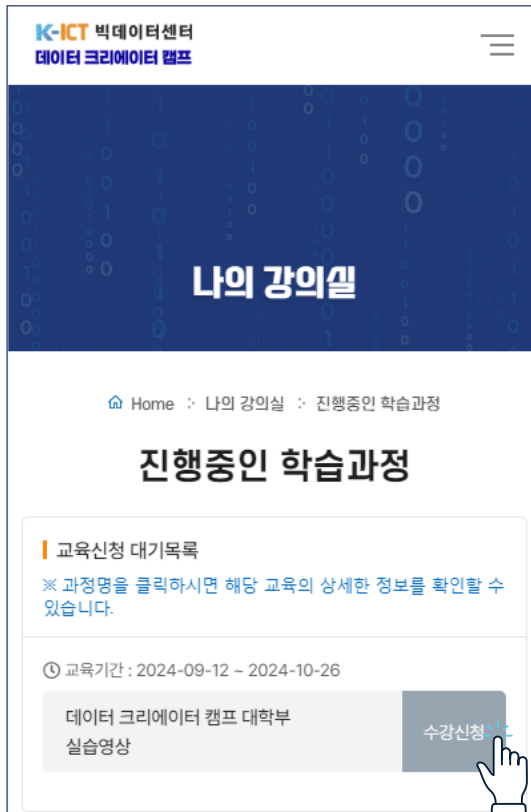 K-ICT 빅데이터센터
데이터 크리에이터 캠프
나의 강의실
Home : 나의 강의실 : 진행중인 학습과정
진행중인 학습과정
교육신청 대기목록
※ 과정명을 클릭하시면 해당 교육의 상세한 정보를 확인할 수
있습니다.
교육기간 : 2024-09-12 ~ 2024-10-26
데이터 크리에이터 캠프 대학부
실습영상
수강신청